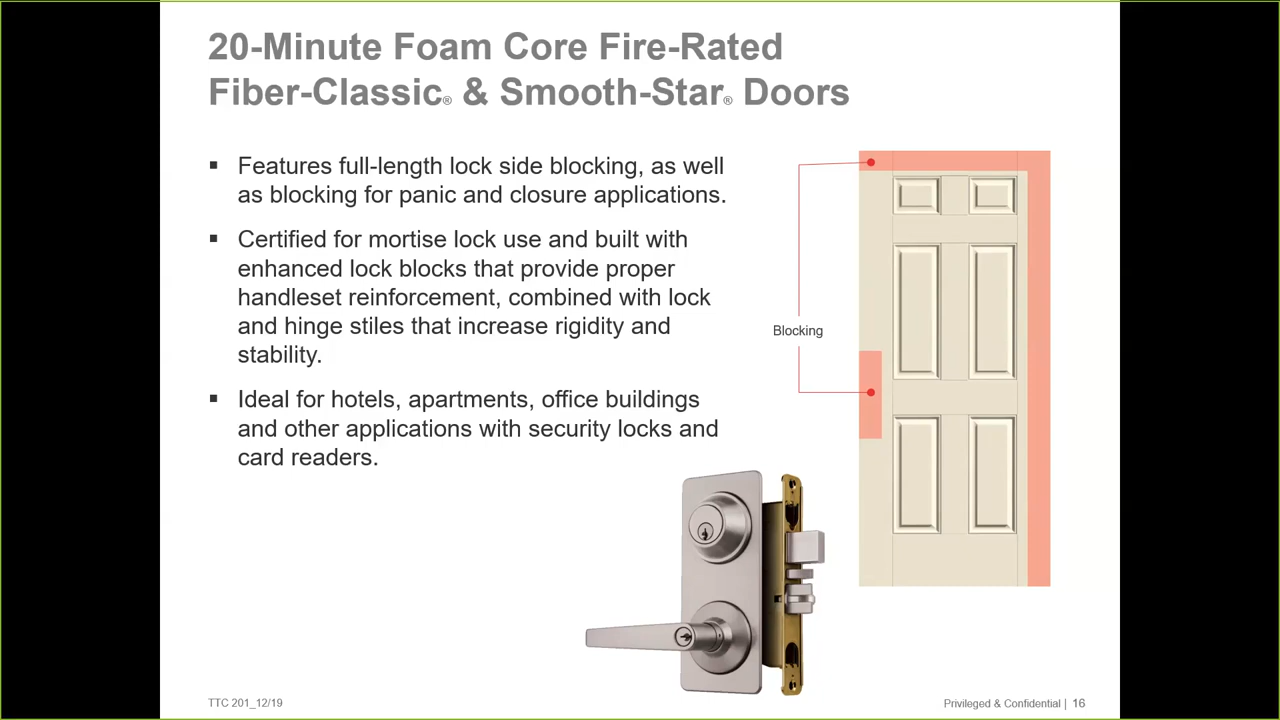 20-Minute Foam Core Fire-Rated
Fiber-Classic® & Smooth-Star® Doors
▪ Features full-length lock side blocking, as well
as blocking for panic and closure applications.
▪ Certified for mortise lock use and built with
enhanced lock blocks that provide proper
handleset reinforcement, combined with lock
and hinge stiles that increase rigidity and
stability.
▪ Ideal for hotels, apartments, office buildings
and other applications with security locks and
card readers.
Blocking
TTC 201_12/19
Privileged & Confidential | 16